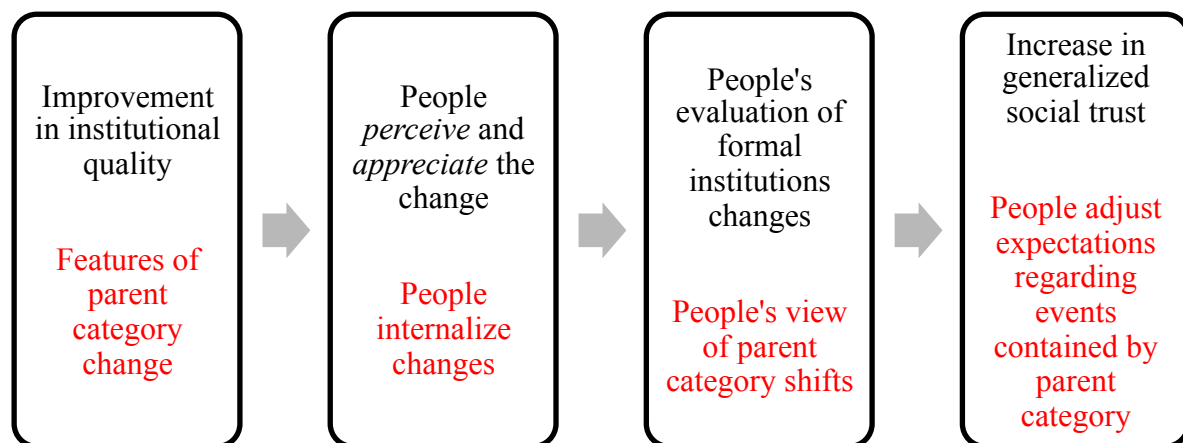 Improvement
in institutional
quality
Features of
parent
category
change
People
perceive and
appreciate the
change
People
internalize
changes
People's
evaluation of
formal
institutions
changes
People's view
of parent
category shifts
Increase in
generalized
social trust
People adjust
expectations
regarding
events
contained by
parent
category